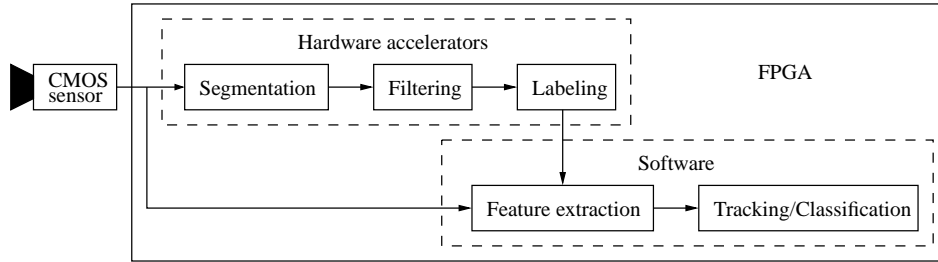 Hardware accelerators
FPGA
CMOS
sensor
Segmentation
Filtering
Labeling
Software
Feature extraction
Tracking/Classification